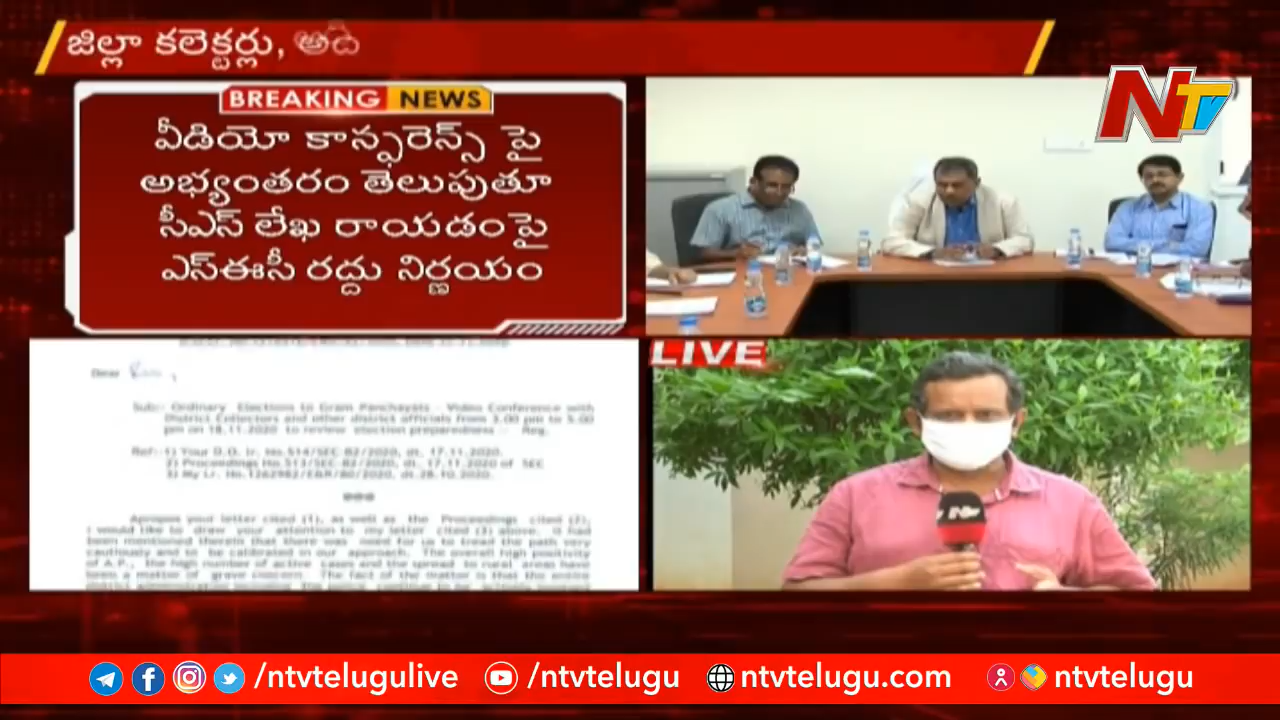 జిల్లా కలెక్టర్లు,
BREAKING NEWS
వీడియో కాన్ఫరెన్స్ పై
అభ్యంతరం తెలుపుతూ
సీఎస్ లేఖ రాయడంపై
ఎస్ఈసీ రద్దు నిర్ణయం
NTV
Dear
Sub:- Ordinary Elections to Gram Panchayats - Video Conference with
District Collectors and other district officials from 3.00 pm to 5.00
pm on 18.11.2020 to review election preparedness - Reg.
Ref:- 1) Your D.O. lr. No.514/SEC-B2/2020, dt. 17.11.2020.
2) Proceedings No.513/SEC-B2/2020, dt. 17.11.2020 of SEC
3) My Lr. No.1262982/E&R/80/2020, dt.28.10.2020.
Apropos your letter cited (1), as well as the Proceedings cited (2),
I would like to draw your attention to my letter cited (3) above. It had
been mentioned therein that there was need for us to tread the path very
cautiously and to be calibrated in our approach. The overall high positivity
of A.P., the high number of active cases and the spread to rural areas have
been a matter of grave concern. The fact of the matter is that the entire
LIVE
NTV
/ntvtelugulive /ntvtelugu ntvtelugu.com ntvtelugu